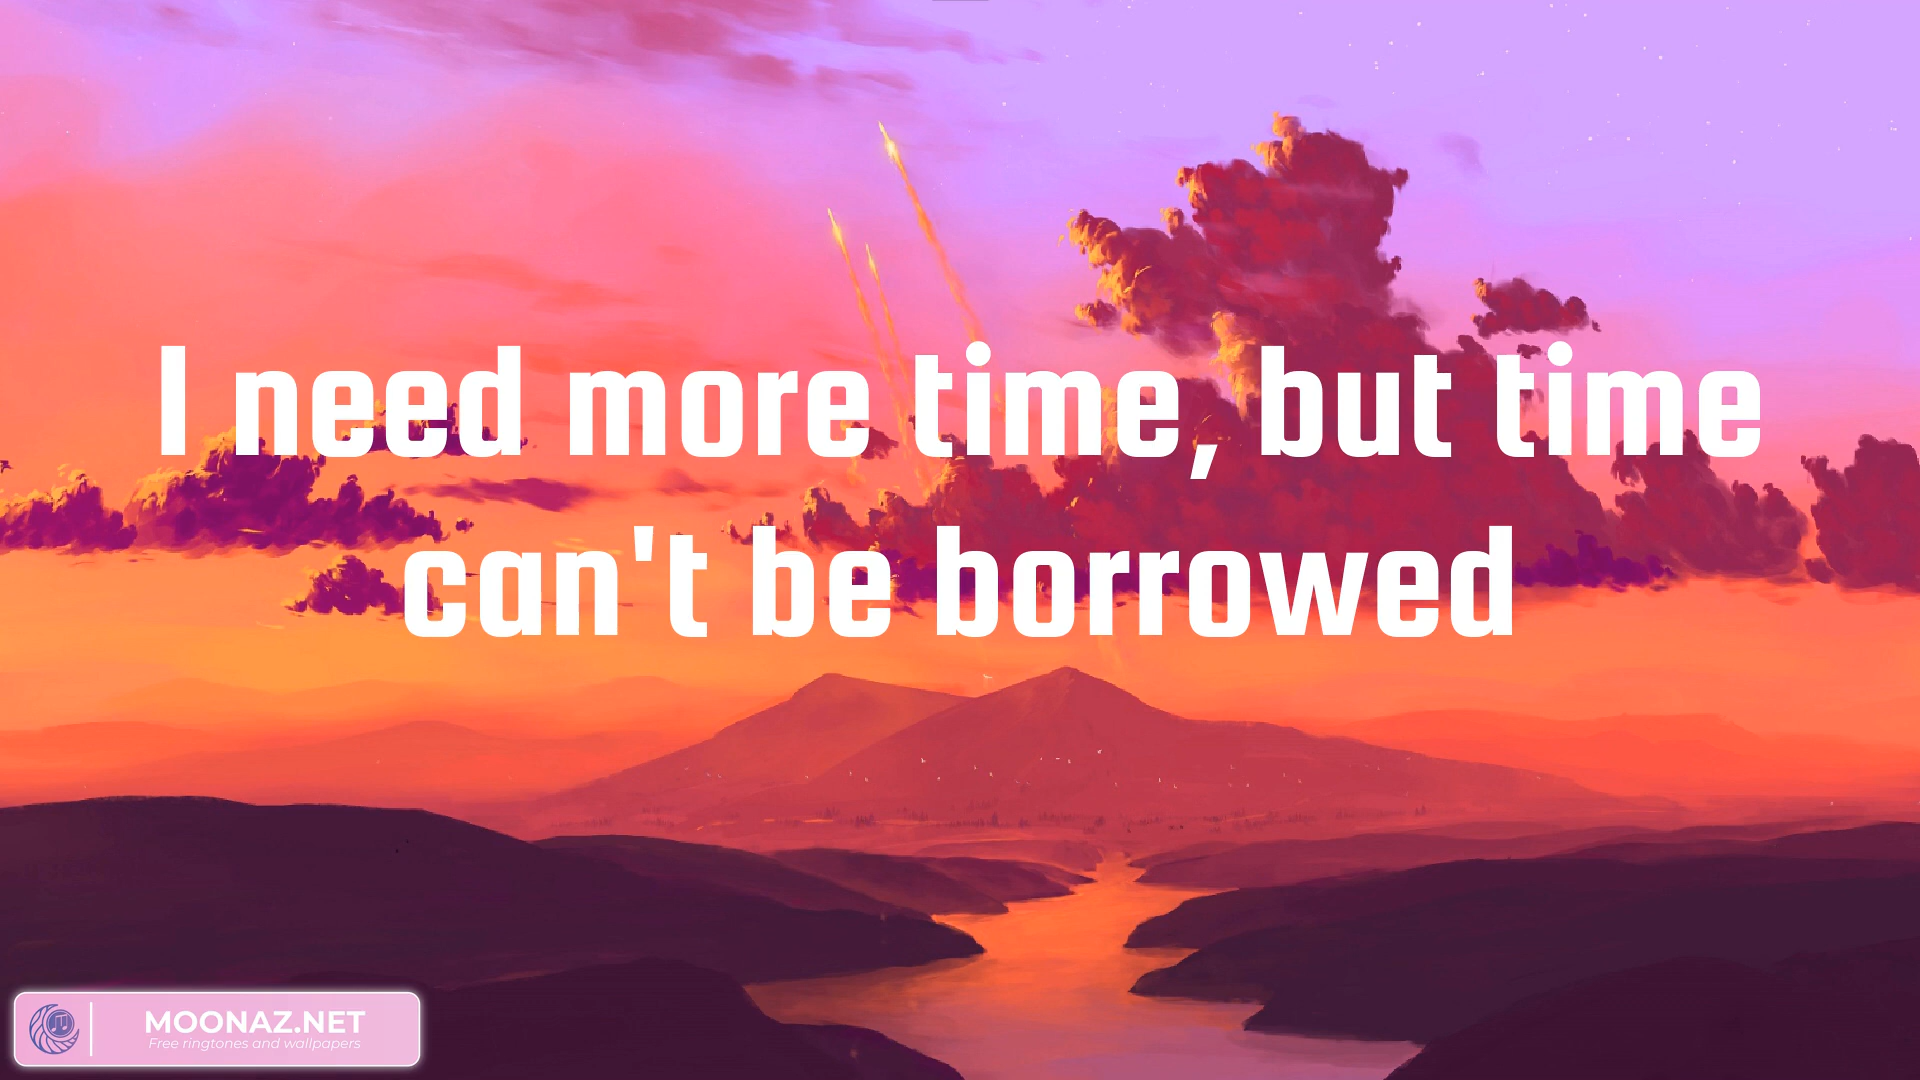 I need more time, but time
can't be borrowed
MOONAZ.NET
Free ringtones and wallpapers